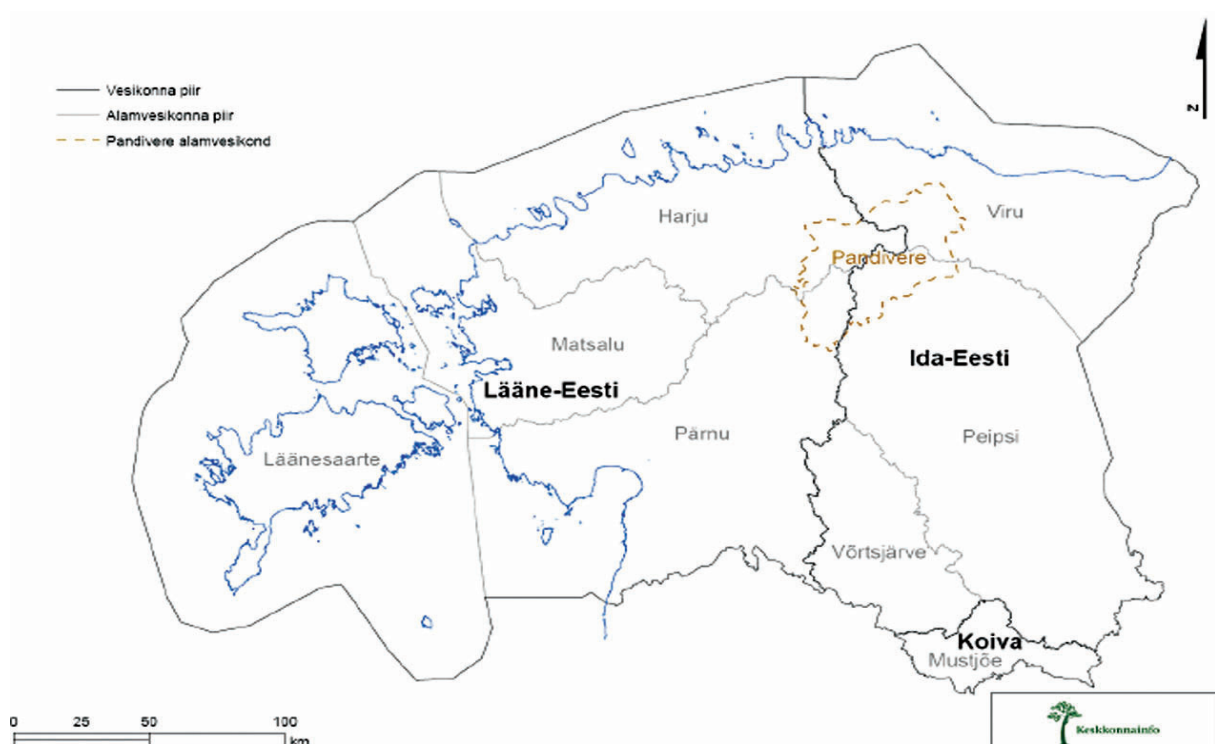 Vesikonna piir
Alamvesikonna piir
Pandivere alamvesikond
N
Harju
Viru
Pandivere
Matsalu
Ida-Eesti
Lääne-Eesti
Pärnu
Peipsi
Läänesaarte
Võrtsjärve
Koiva
Mustjõe
0 25 50 100
km
Keskkonnainfo